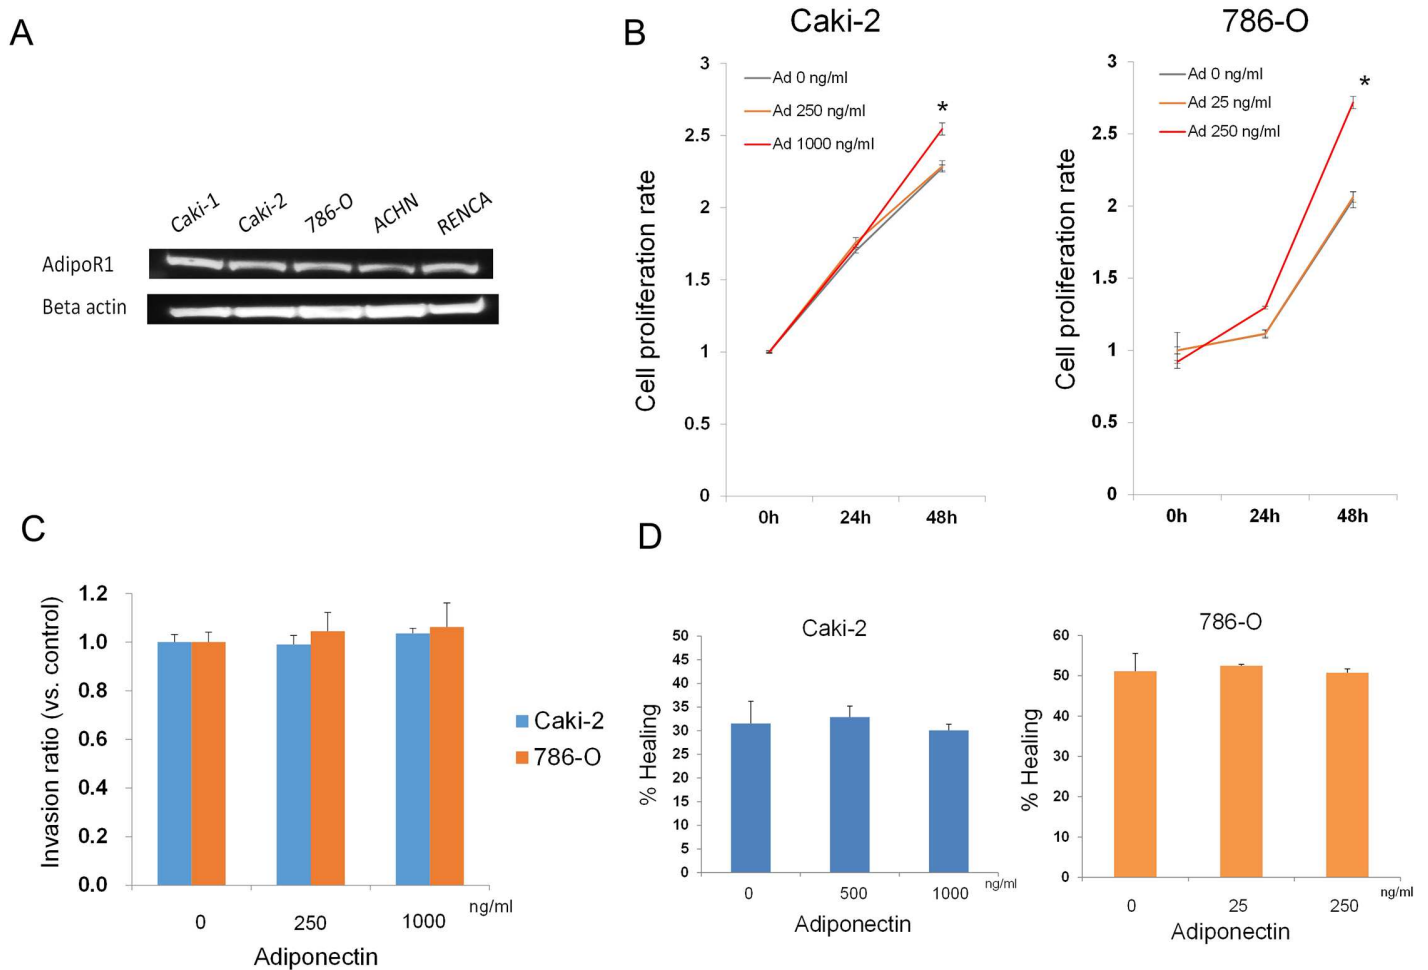 A
Caki-1 Caki-2 786-O ACHN RENCA
AdipoR1
Beta actin
B
Caki-2
3
2.5
2
1.5
1
0.5
0
Cell proliferation rate
Ad 0 ng/ml
Ad 250 ng/ml
Ad 1000 ng/ml
*
0h 24h 48h
786-O
3
2.5
2
1.5
1
0.5
0
Cell proliferation rate
Ad 0 ng/ml
Ad 25 ng/ml
Ad 250 ng/ml
*
0h 24h 48h
C
1.2
1.0
0.8
0.6
0.4
0.2
0.0
Invasion ratio (vs. control)
Caki-2
786-O
0 250 1000 ng/ml
Adiponectin
D
Caki-2
50
45
40
35
30
25
20
15
10
5
0
% Healing
0 500 1000 ng/ml
Adiponectin
786-O
60
50
40
30
20
10
0
% Healing
0 25 250 ng/ml
Adiponectin